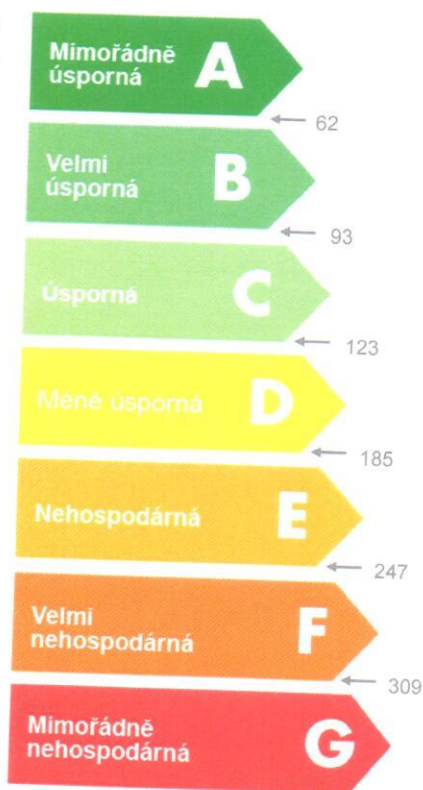 Mimořádně
úsporná A
62
Velmi
úsporná B
93
Úsporná C
123
Méně úsporná D
185
Nehospodárná E
247
Velmi
nehospodárná F
309
Mimořádně
nehospodárná G